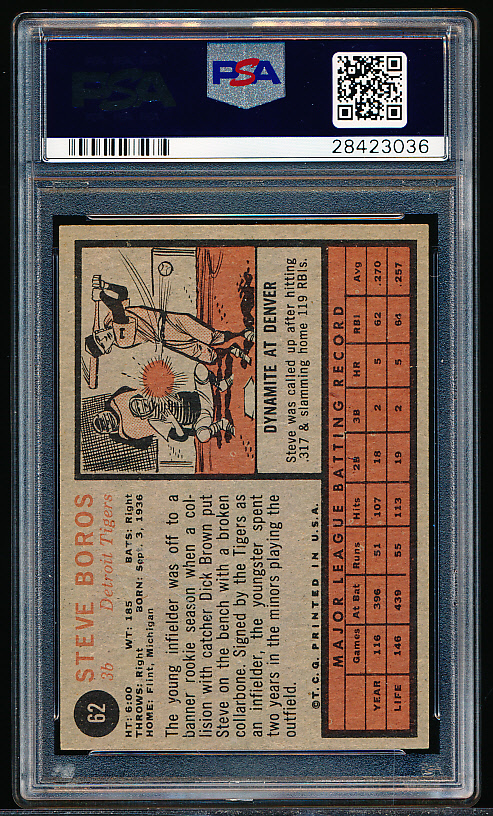 PSA
PSA
28423036
62
STEVE BOROS
3b Detroit Tigers
HT: 6:00 WT: 185 BATS: Right
THROWS: Right BORN: Sept. 3, 1936
HOME: Flint, Michigan
The young infielder was off to a
banner rookie season when a col-
lision with catcher Dick Brown put
Steve on the bench with a broken
collarbone. Signed by the Tigers as
an infielder, the youngster spent
two years in the minors playing the
outfield.
©T.C.G. PRINTED IN U.S.A.
DYNAMITE AT DENVER
Steve was called up after hitting
.317 & slamming home 119 RBIs.
MAJOR LEAGUE BATTING RECORD
Games At Bat Runs Hits 2B 3B HR RBI Avg
YEAR 116 396 51 107 18 2 5 62 .270
LIFE 146 439 55 113 19 2 5 64 .257